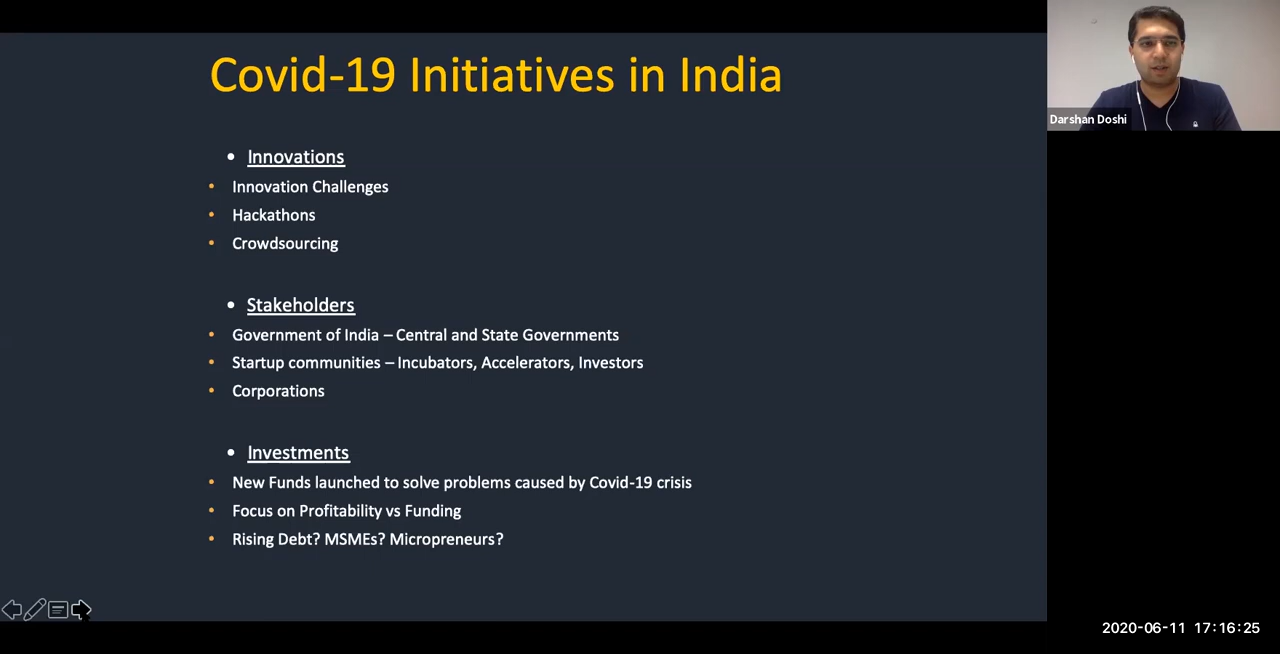 Covid-19 Initiatives in India
• Innovations
• Innovation Challenges
• Hackathons
• Crowdsourcing
• Stakeholders
• Government of India – Central and State Governments
• Startup communities – Incubators, Accelerators, Investors
• Corporations
• Investments
• New Funds launched to solve problems caused by Covid-19 crisis
• Focus on Profitability vs Funding
• Rising Debt? MSMEs? Micropreneurs?
Darshan Doshi
2020-06-11 17:16:25